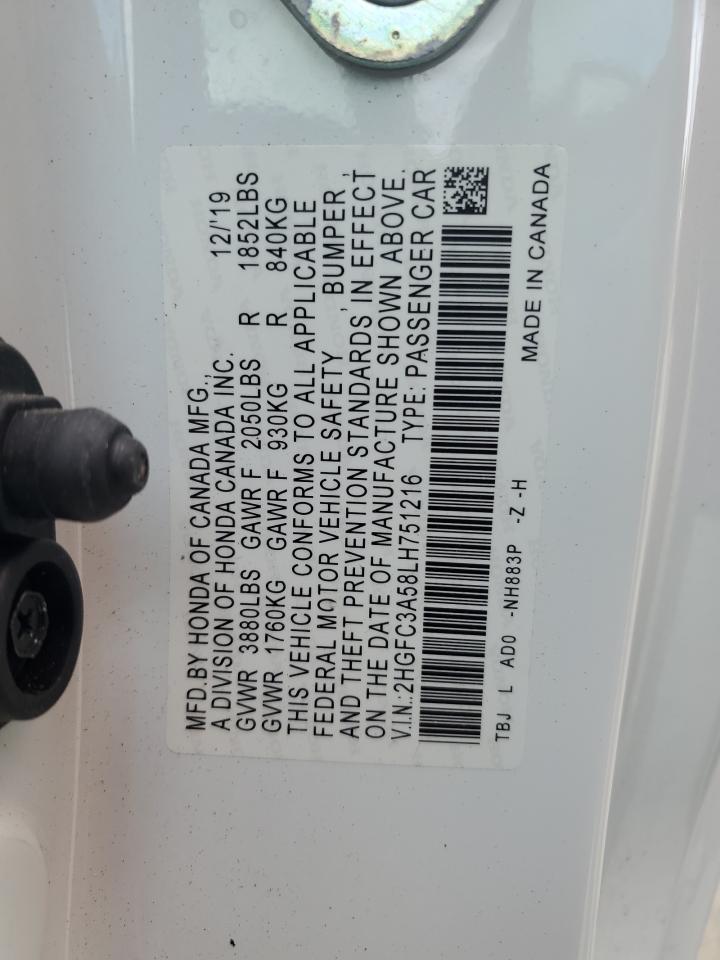 MFD.BY HONDA OF CANADA MFG.,
A DIVISION OF HONDA CANADA INC. 12/'19
GVWR 3880LBS GAWR F 2050LBS R 1852LBS
GVWR 1760KG GAWR F 930KG R 840KG
THIS VEHICLE CONFORMS TO ALL APPLICABLE
FEDERAL MOTOR VEHICLE SAFETY , BUMPER ,
AND THEFT PREVENTION STANDARDS, IN EFFECT
ON THE DATE OF MANUFACTURE SHOWN ABOVE.
V.I.N.:2HGFC3A58LH751216 TYPE: PASSENGER CAR
TBJ L AD0 -NH883P -Z -H
MADE IN CANADA